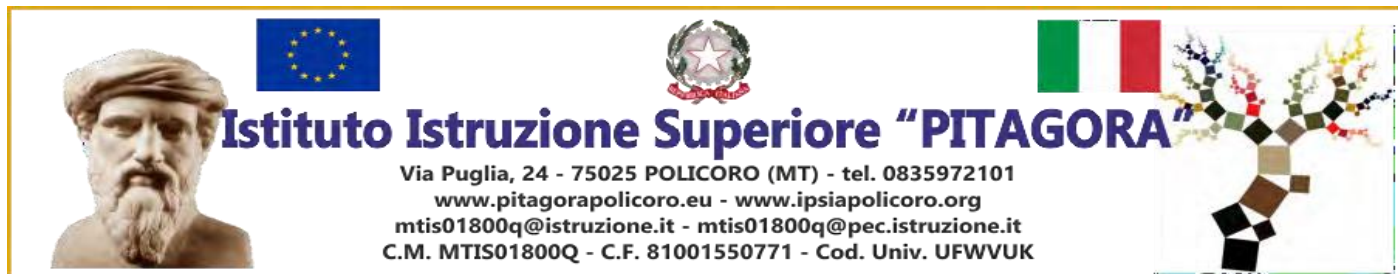 Istituto Istruzione Superiore “PITAGORA”
Via Puglia, 24 - 75025 POLICORO (MT) - tel. 0835972101
www.pitagorapolicoro.eu - www.ipsiapolicoro.org
mtis01800q@istruzione.it - mtis01800q@pec.istruzione.it
C.M. MTIS01800Q - C.F. 81001550771 - Cod. Univ. UFWVUK